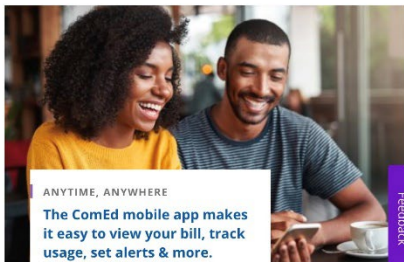 ANYTIME, ANYWHERE
The ComEd mobile app makes
it easy to view your bill, track
usage, set alerts & more.
Feedback